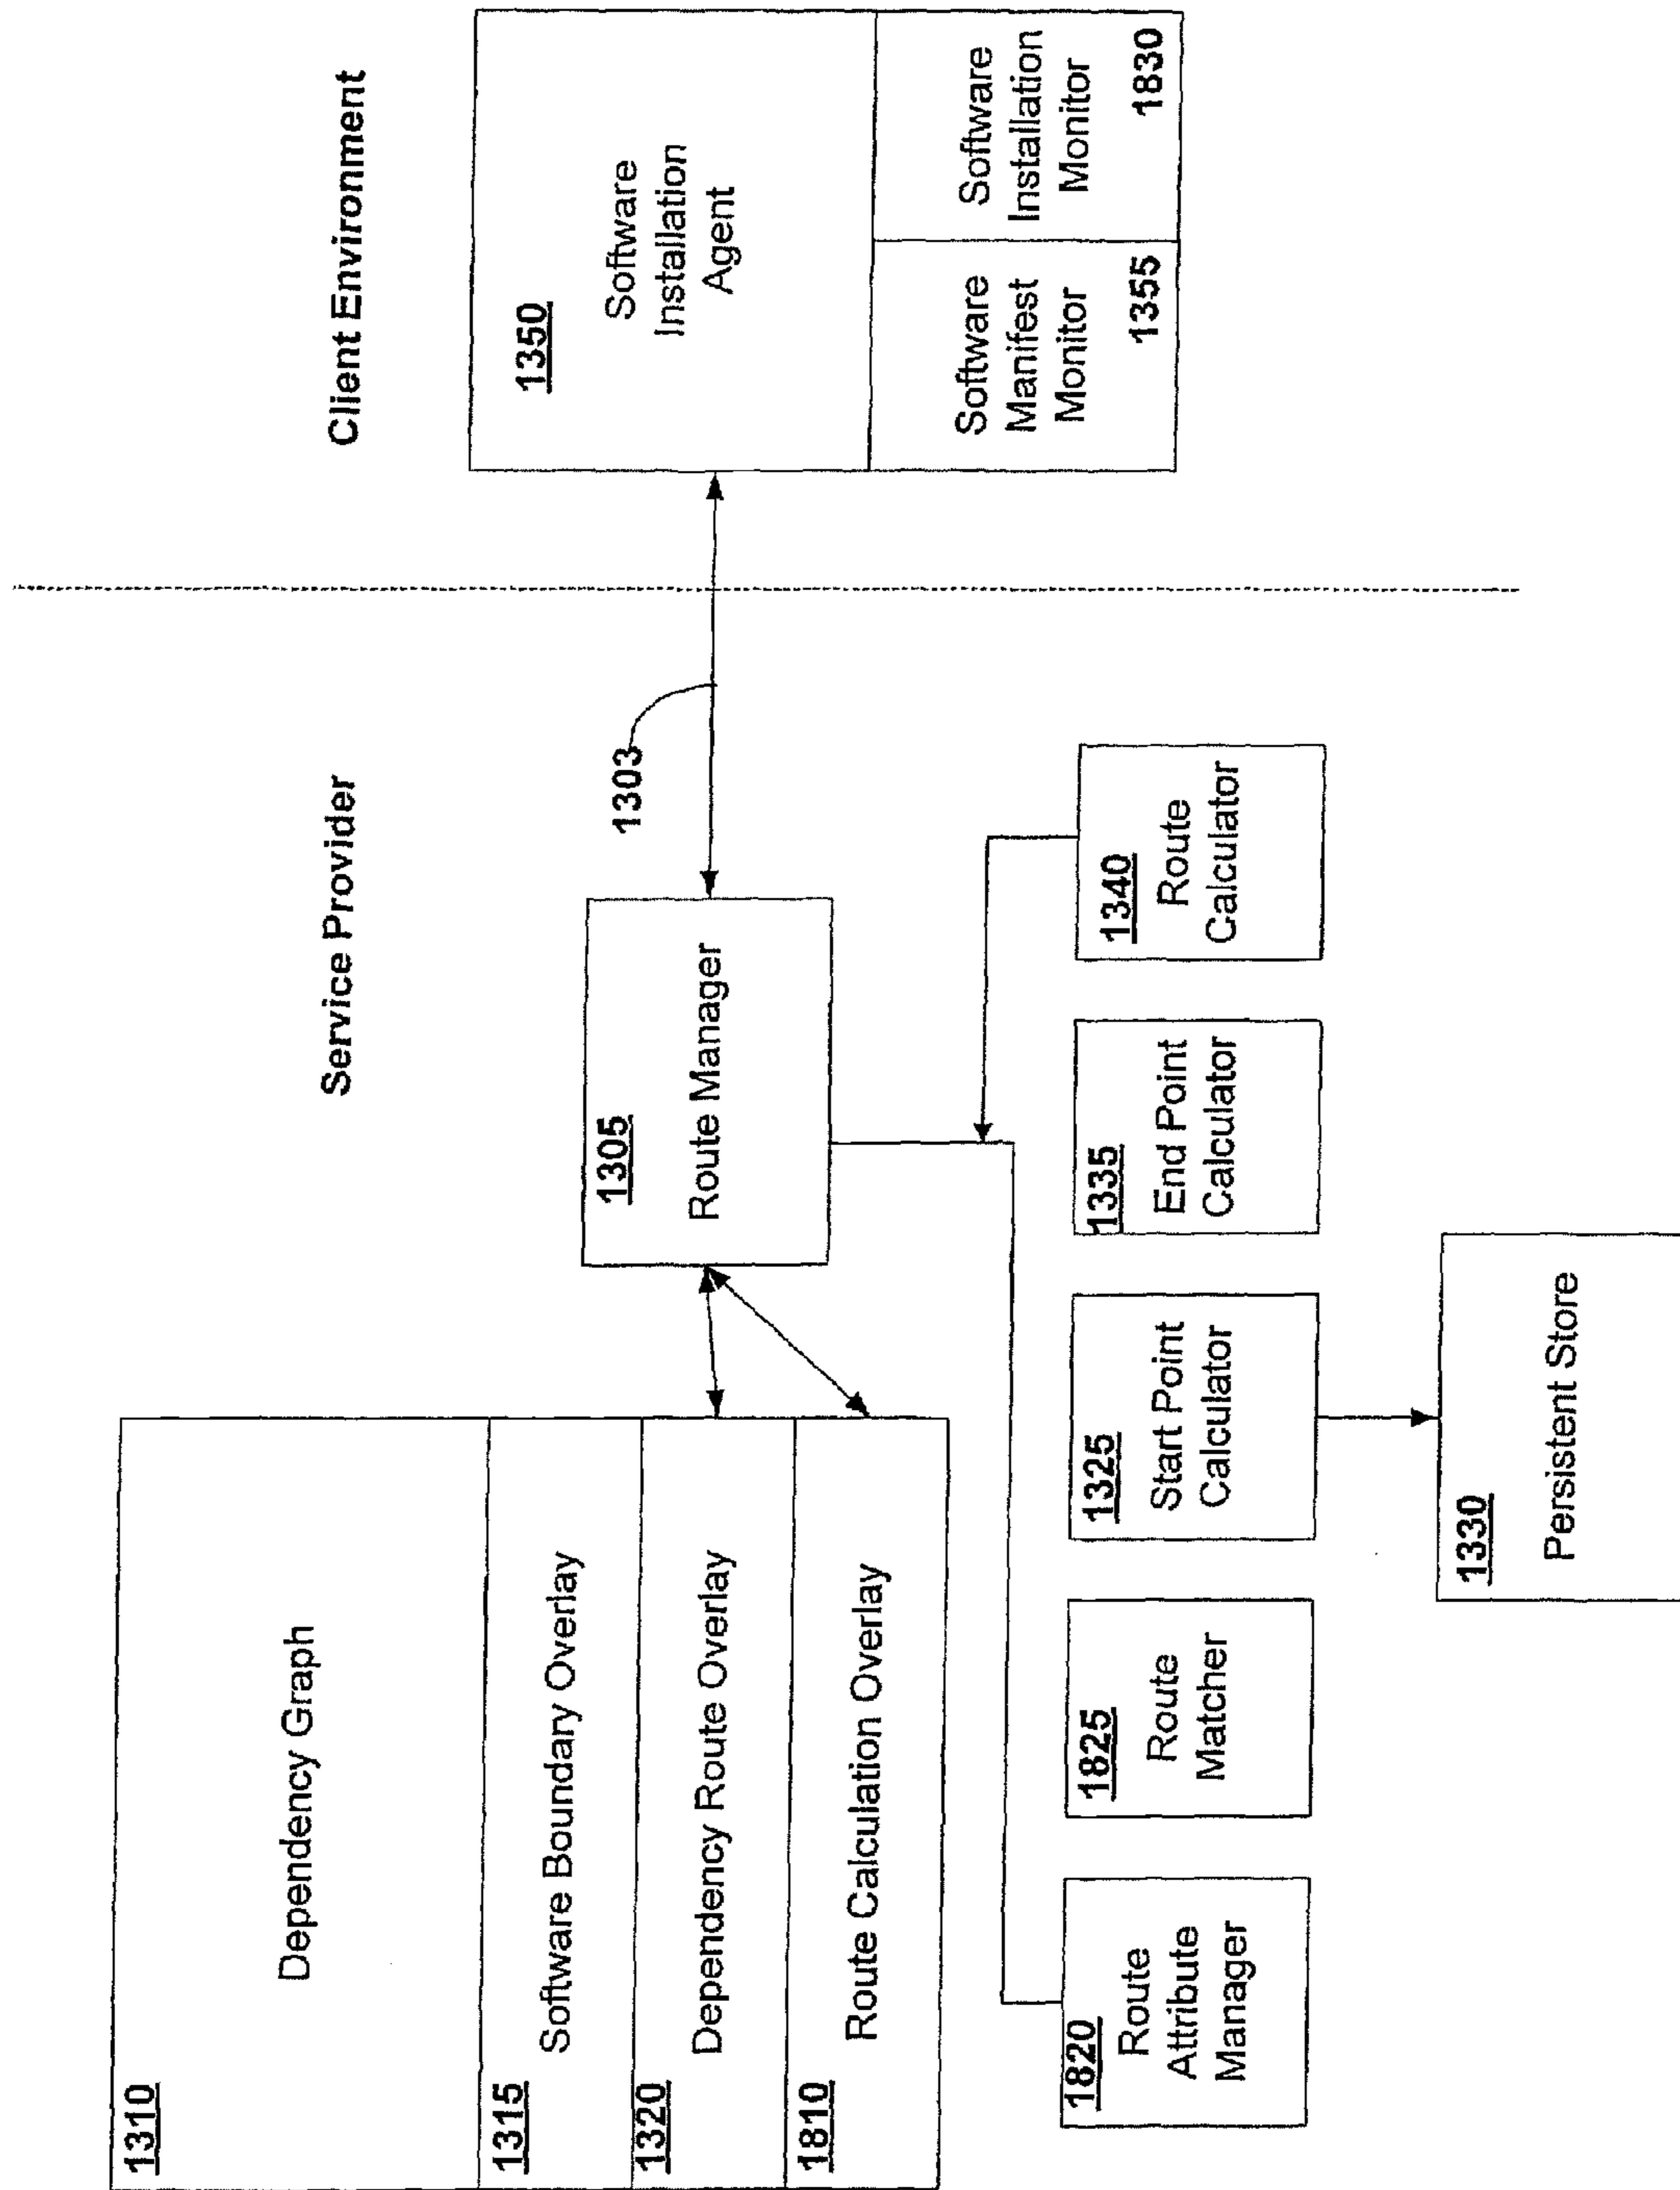 Service Provider
Client Environment
1310
Dependency Graph
1315
Software Boundary Overlay
1320
Dependency Route Overlay
1810
Route Calculation Overlay
1305
Route Manager
1303
1350
Software
Installation
Agent
Software
Manifest
Monitor
1355
Software
Installation
Monitor
1830
1820
Route
Attribute
Manager
1825
Route
Matcher
1325
Start Point
Calculator
1335
End Point
Calculator
1340
Route
Calculator
1330
Persistent Store